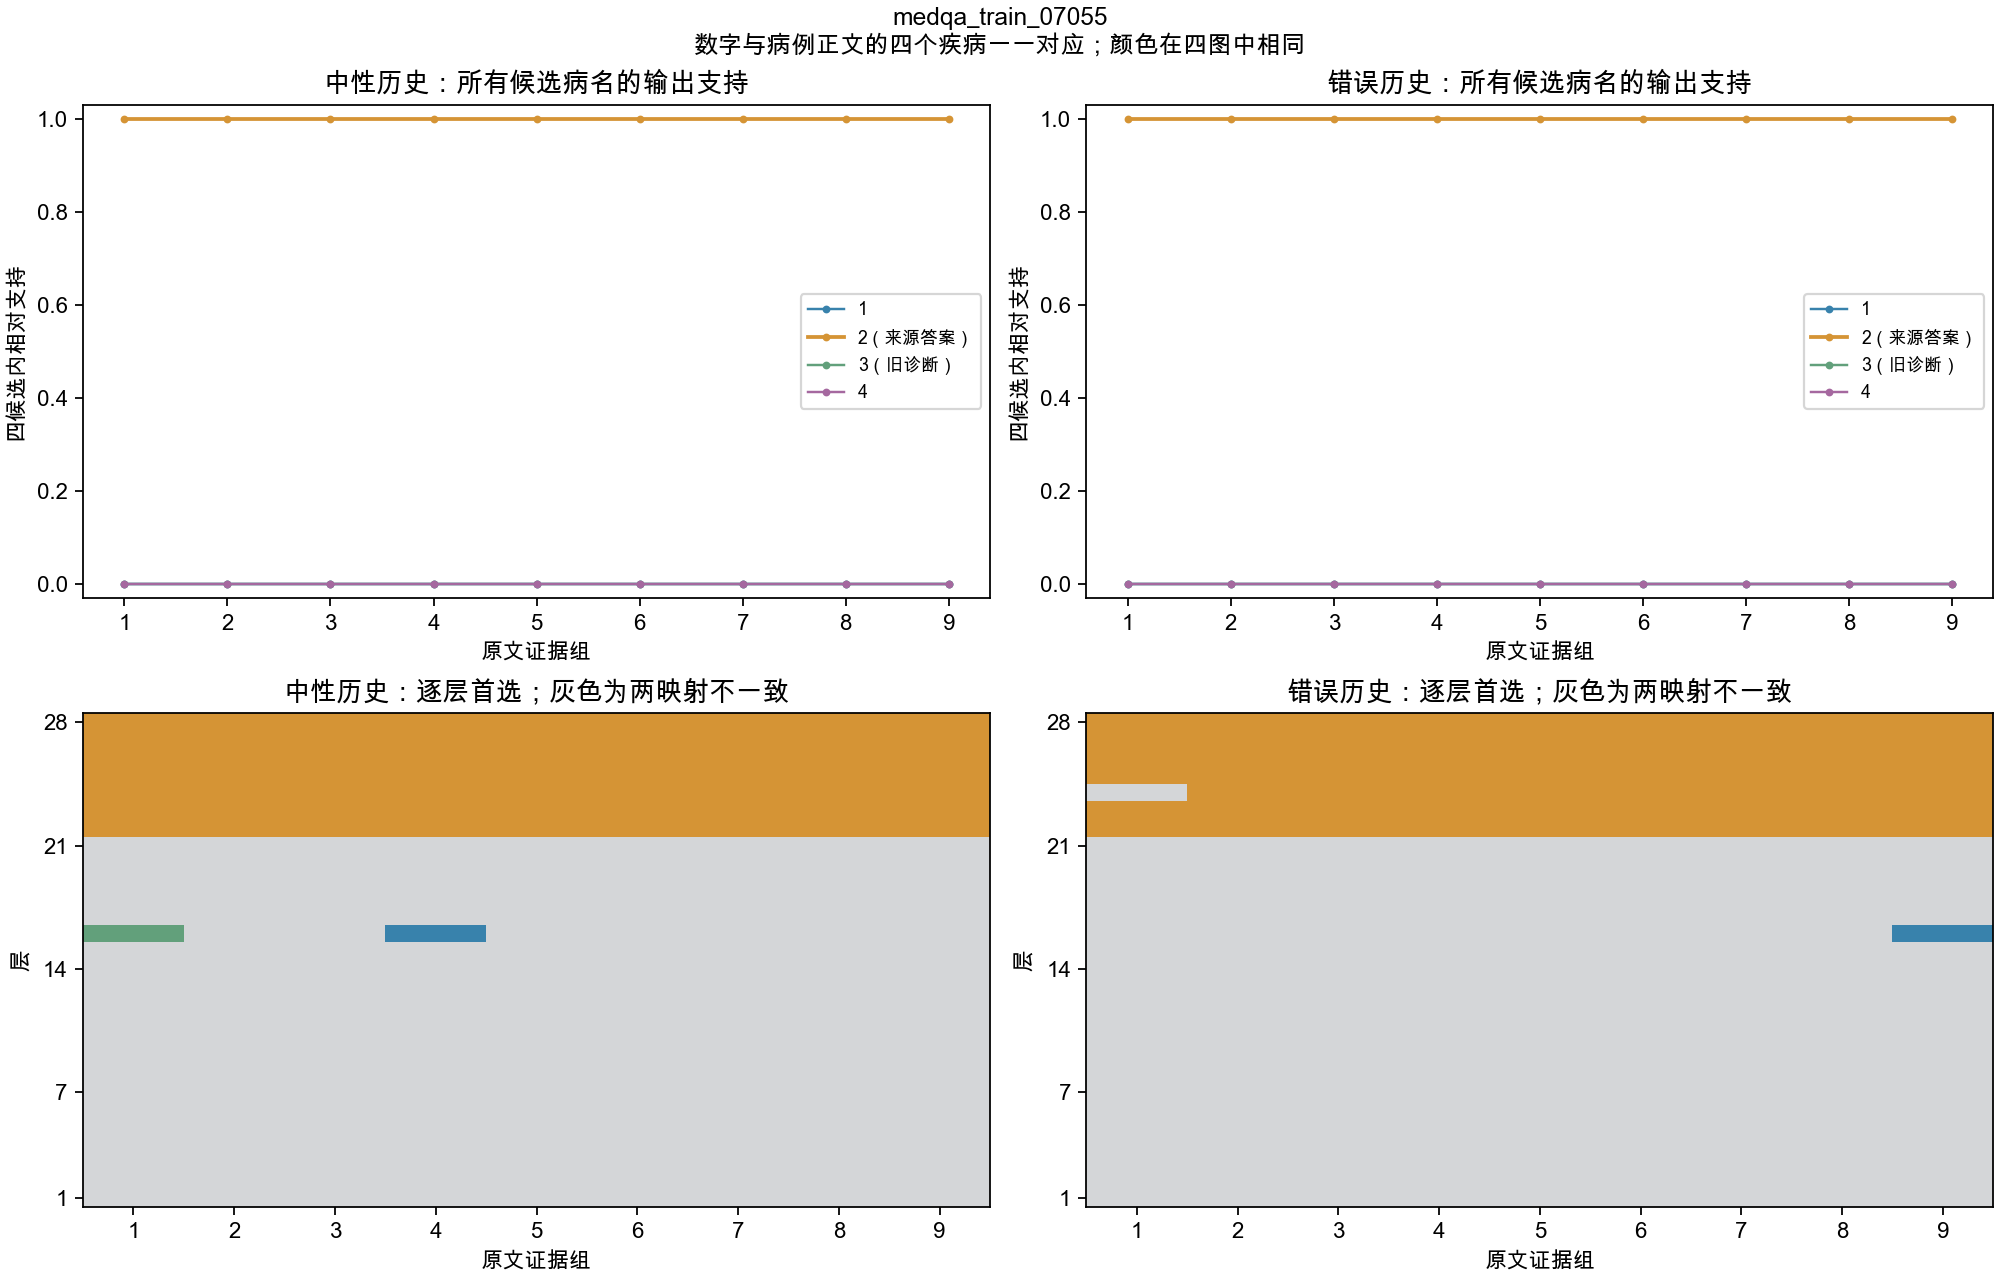 medqa_train_07055
数字与病例正文的四个疾病一一对应；颜色在四图中相同
中性历史：所有候选病名的输出支持
1.0
0.8
0.6
0.4
0.2
0.0
四候选内相对支持
1
2（来源答案）
3（旧诊断）
4
1 2 3 4 5 6 7 8 9
原文证据组
错误历史：所有候选病名的输出支持
1.0
0.8
0.6
0.4
0.2
0.0
四候选内相对支持
1
2（来源答案）
3（旧诊断）
4
1 2 3 4 5 6 7 8 9
原文证据组
中性历史：逐层首选；灰色为两映射不一致
28
21
14
7
1
层
1 2 3 4 5 6 7 8 9
原文证据组
错误历史：逐层首选；灰色为两映射不一致
28
21
14
7
1
层
1 2 3 4 5 6 7 8 9
原文证据组